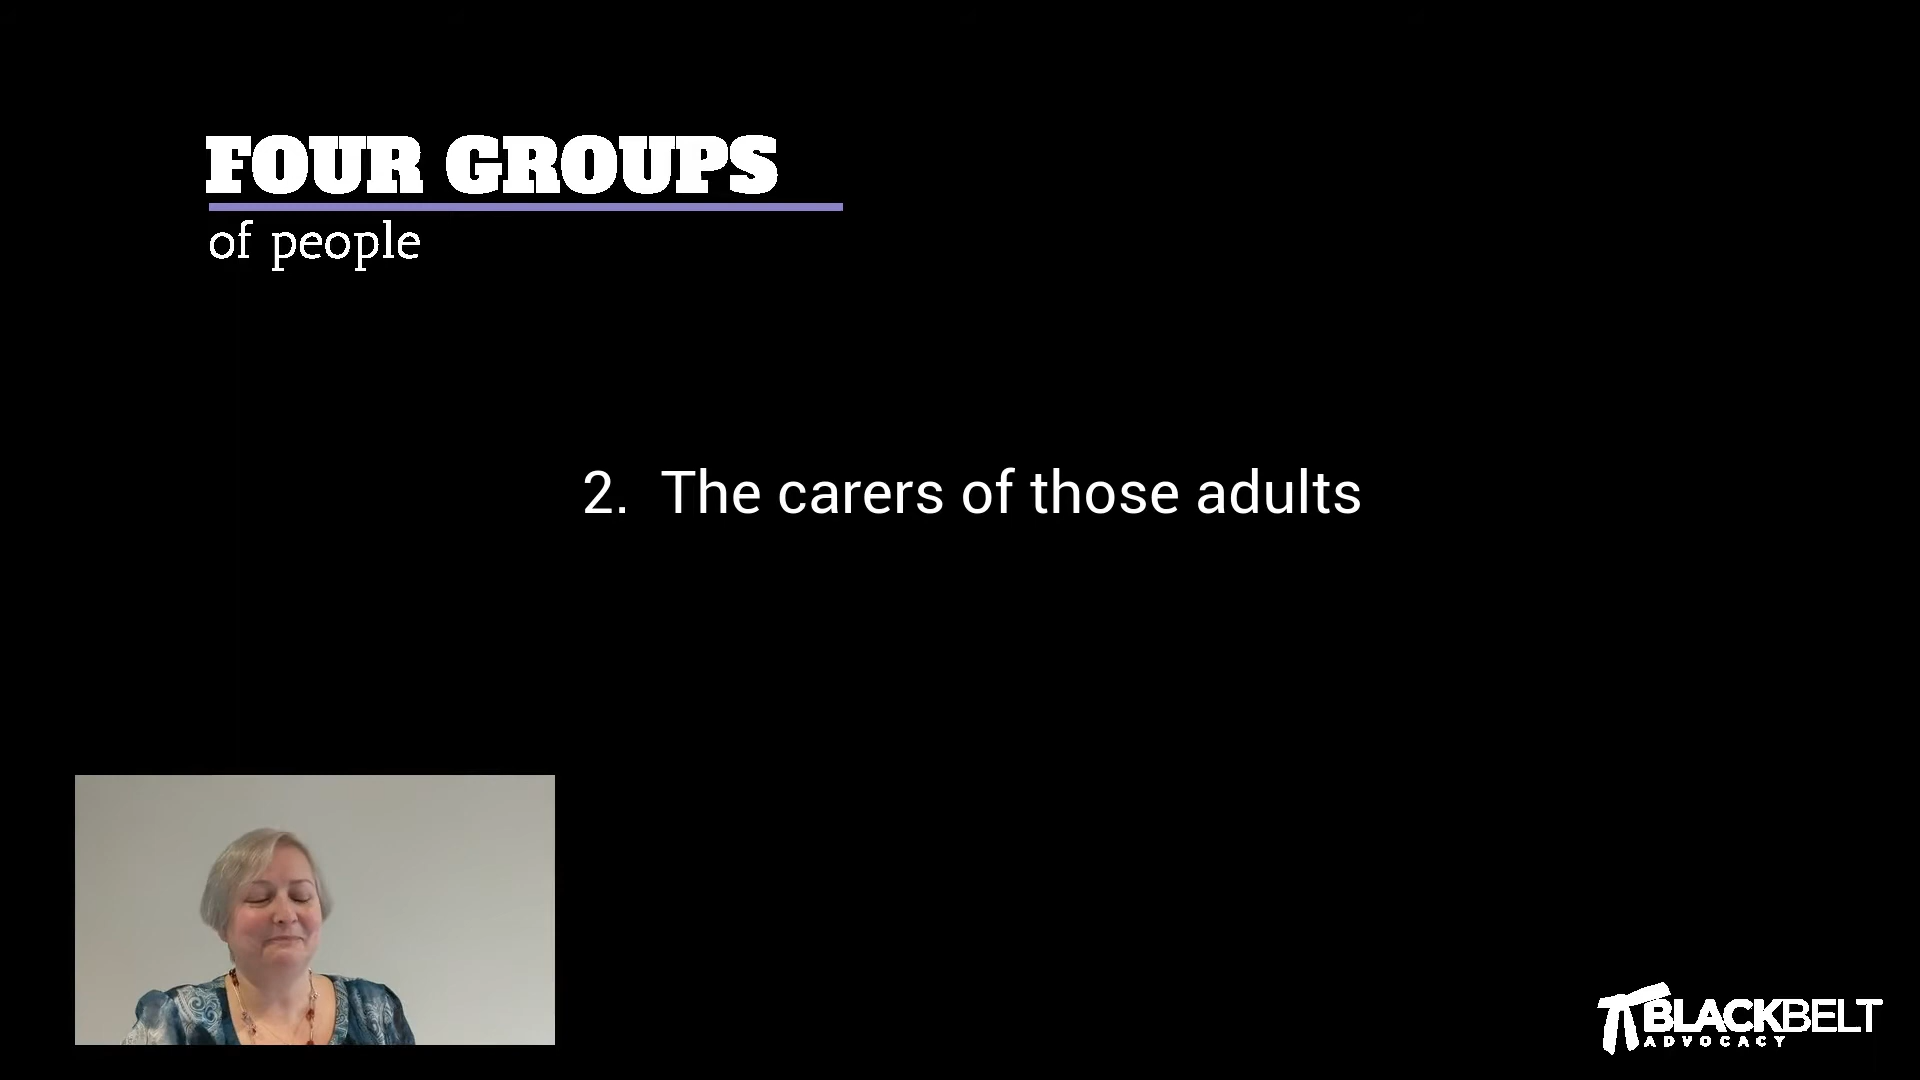 FOUR GROUPS
of people
2. The carers of those adults
BLACKBELT
ADVOCACY